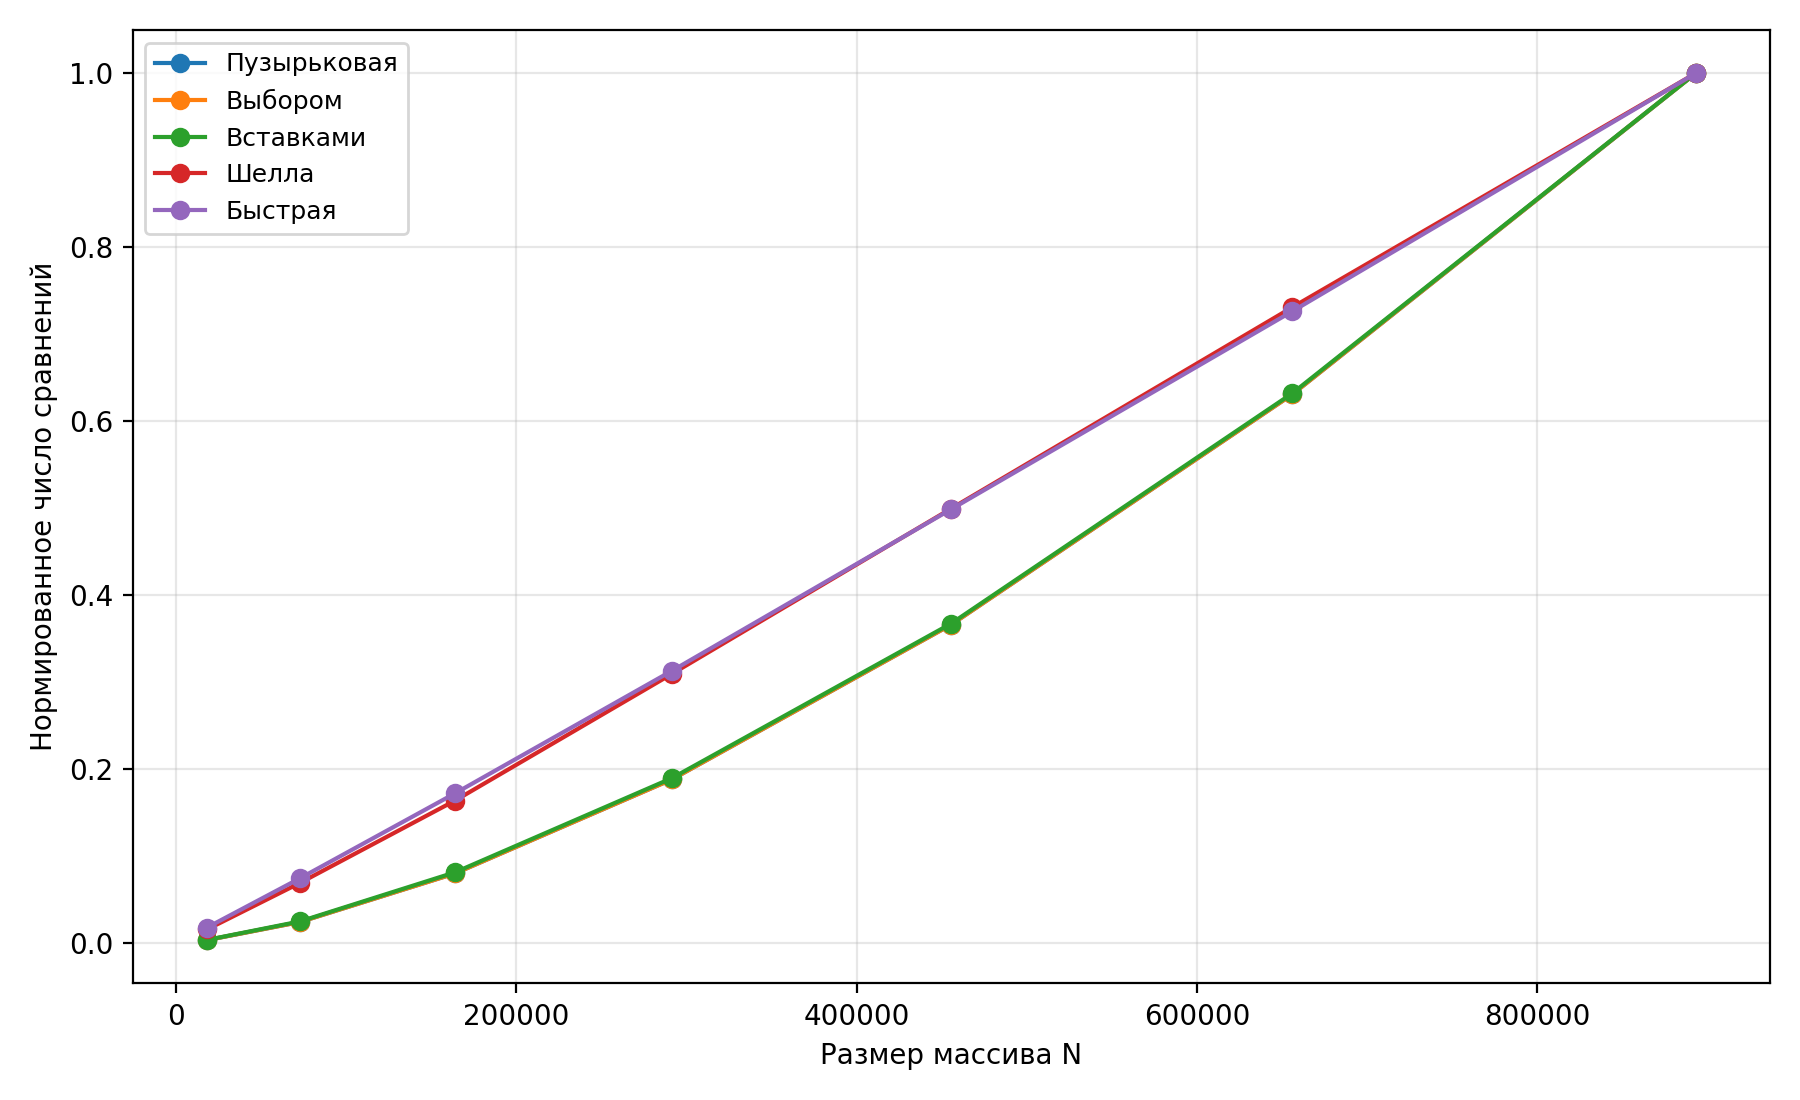 Пузырьковая
Выбором
Вставками
Шелла
Быстрая
1.0
0.8
0.6
0.4
0.2
0.0
Нормированное число сравнений
0 200000 400000 600000 800000
Размер массива N